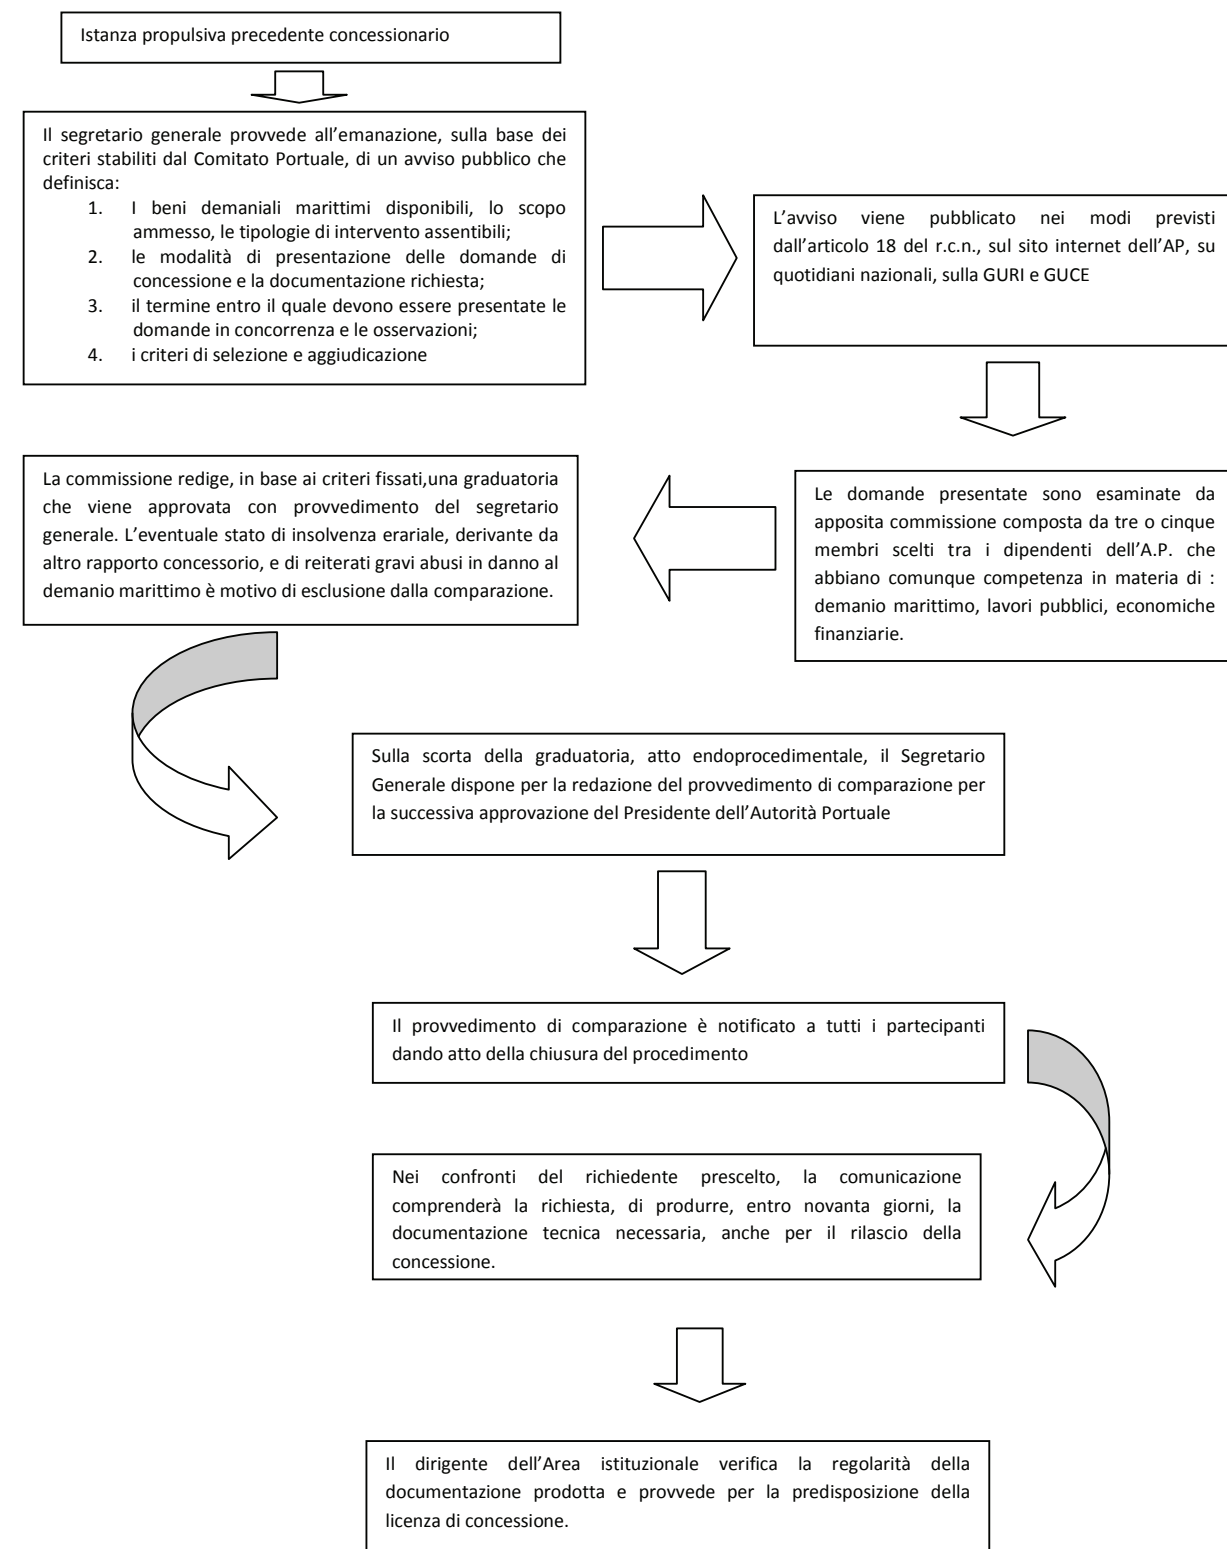 Istanza propulsiva precedente concessionario
Il segretario generale provvede all'emanazione, sulla base dei
criteri stabiliti dal Comitato Portuale, di un avviso pubblico che
definisca:
1. I beni demaniali marittimi disponibili, lo scopo
ammesso, le tipologie di intervento assentibili;
2. le modalità di presentazione delle domande di
concessione e la documentazione richiesta;
3. il termine entro il quale devono essere presentate le
domande in concorrenza e le osservazioni;
4. i criteri di selezione e aggiudicazione
L'avviso viene pubblicato nei modi previsti
dall'articolo 18 del r.c.n., sul sito internet dell'AP, su
quotidiani nazionali, sulla GURI e GUCE
Le domande presentate sono esaminate da
apposita commissione composta da tre o cinque
membri scelti tra i dipendenti dell'A.P. che
abbiano comunque competenza in materia di :
demanio marittimo, lavori pubblici, economiche
finanziarie.
La commissione redige, in base ai criteri fissati,una graduatoria
che viene approvata con provvedimento del segretario
generale. L'eventuale stato di insolvenza erariale, derivante da
altro rapporto concessorio, e di reiterati gravi abusi in danno al
demanio marittimo è motivo di esclusione dalla comparazione.
Sulla scorta della graduatoria, atto endoprocedimentale, il Segretario
Generale dispone per la redazione del provvedimento di comparazione per
la successiva approvazione del Presidente dell'Autorità Portuale
Il provvedimento di comparazione è notificato a tutti i partecipanti
dando atto della chiusura del procedimento
Nei confronti del richiedente prescelto, la comunicazione
comprenderà la richiesta, di produrre, entro novanta giorni, la
documentazione tecnica necessaria, anche per il rilascio della
concessione.
Il dirigente dell'Area istituzionale verifica la regolarità della
documentazione prodotta e provvede per la predisposizione della
licenza di concessione.